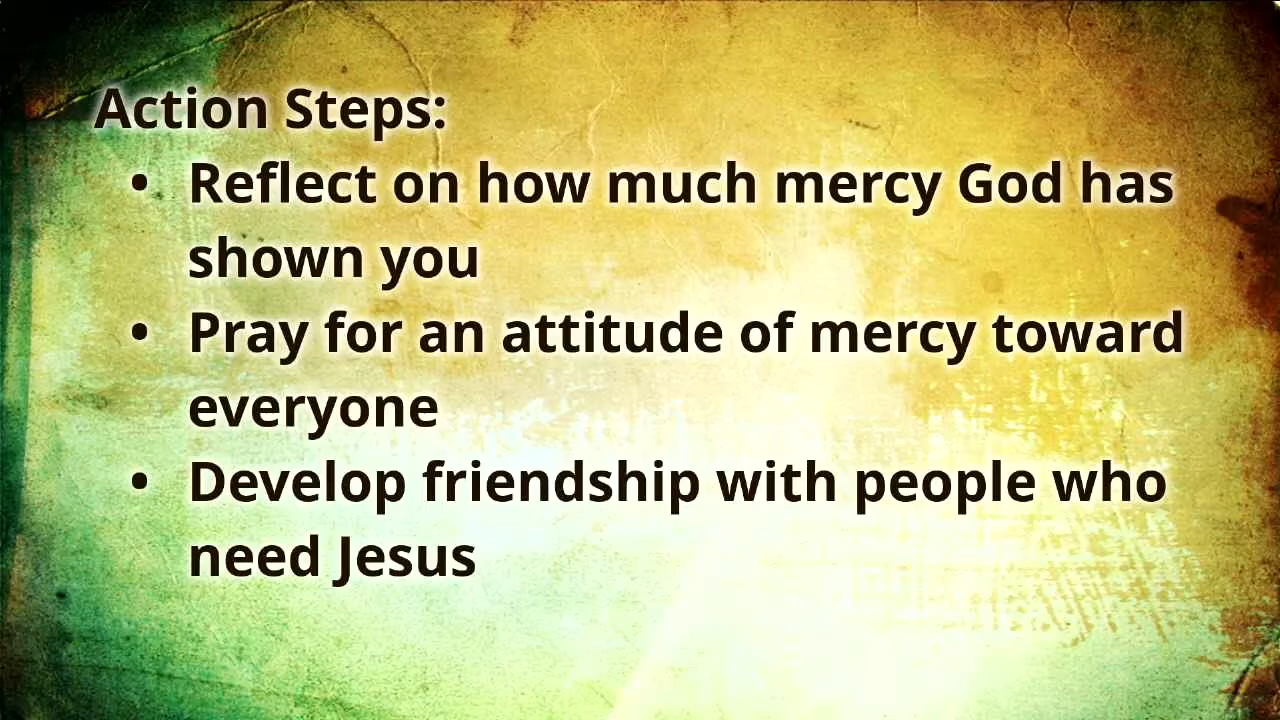 Action Steps:
• Reflect on how much mercy God has
shown you
• Pray for an attitude of mercy toward
everyone
• Develop friendship with people who
need Jesus